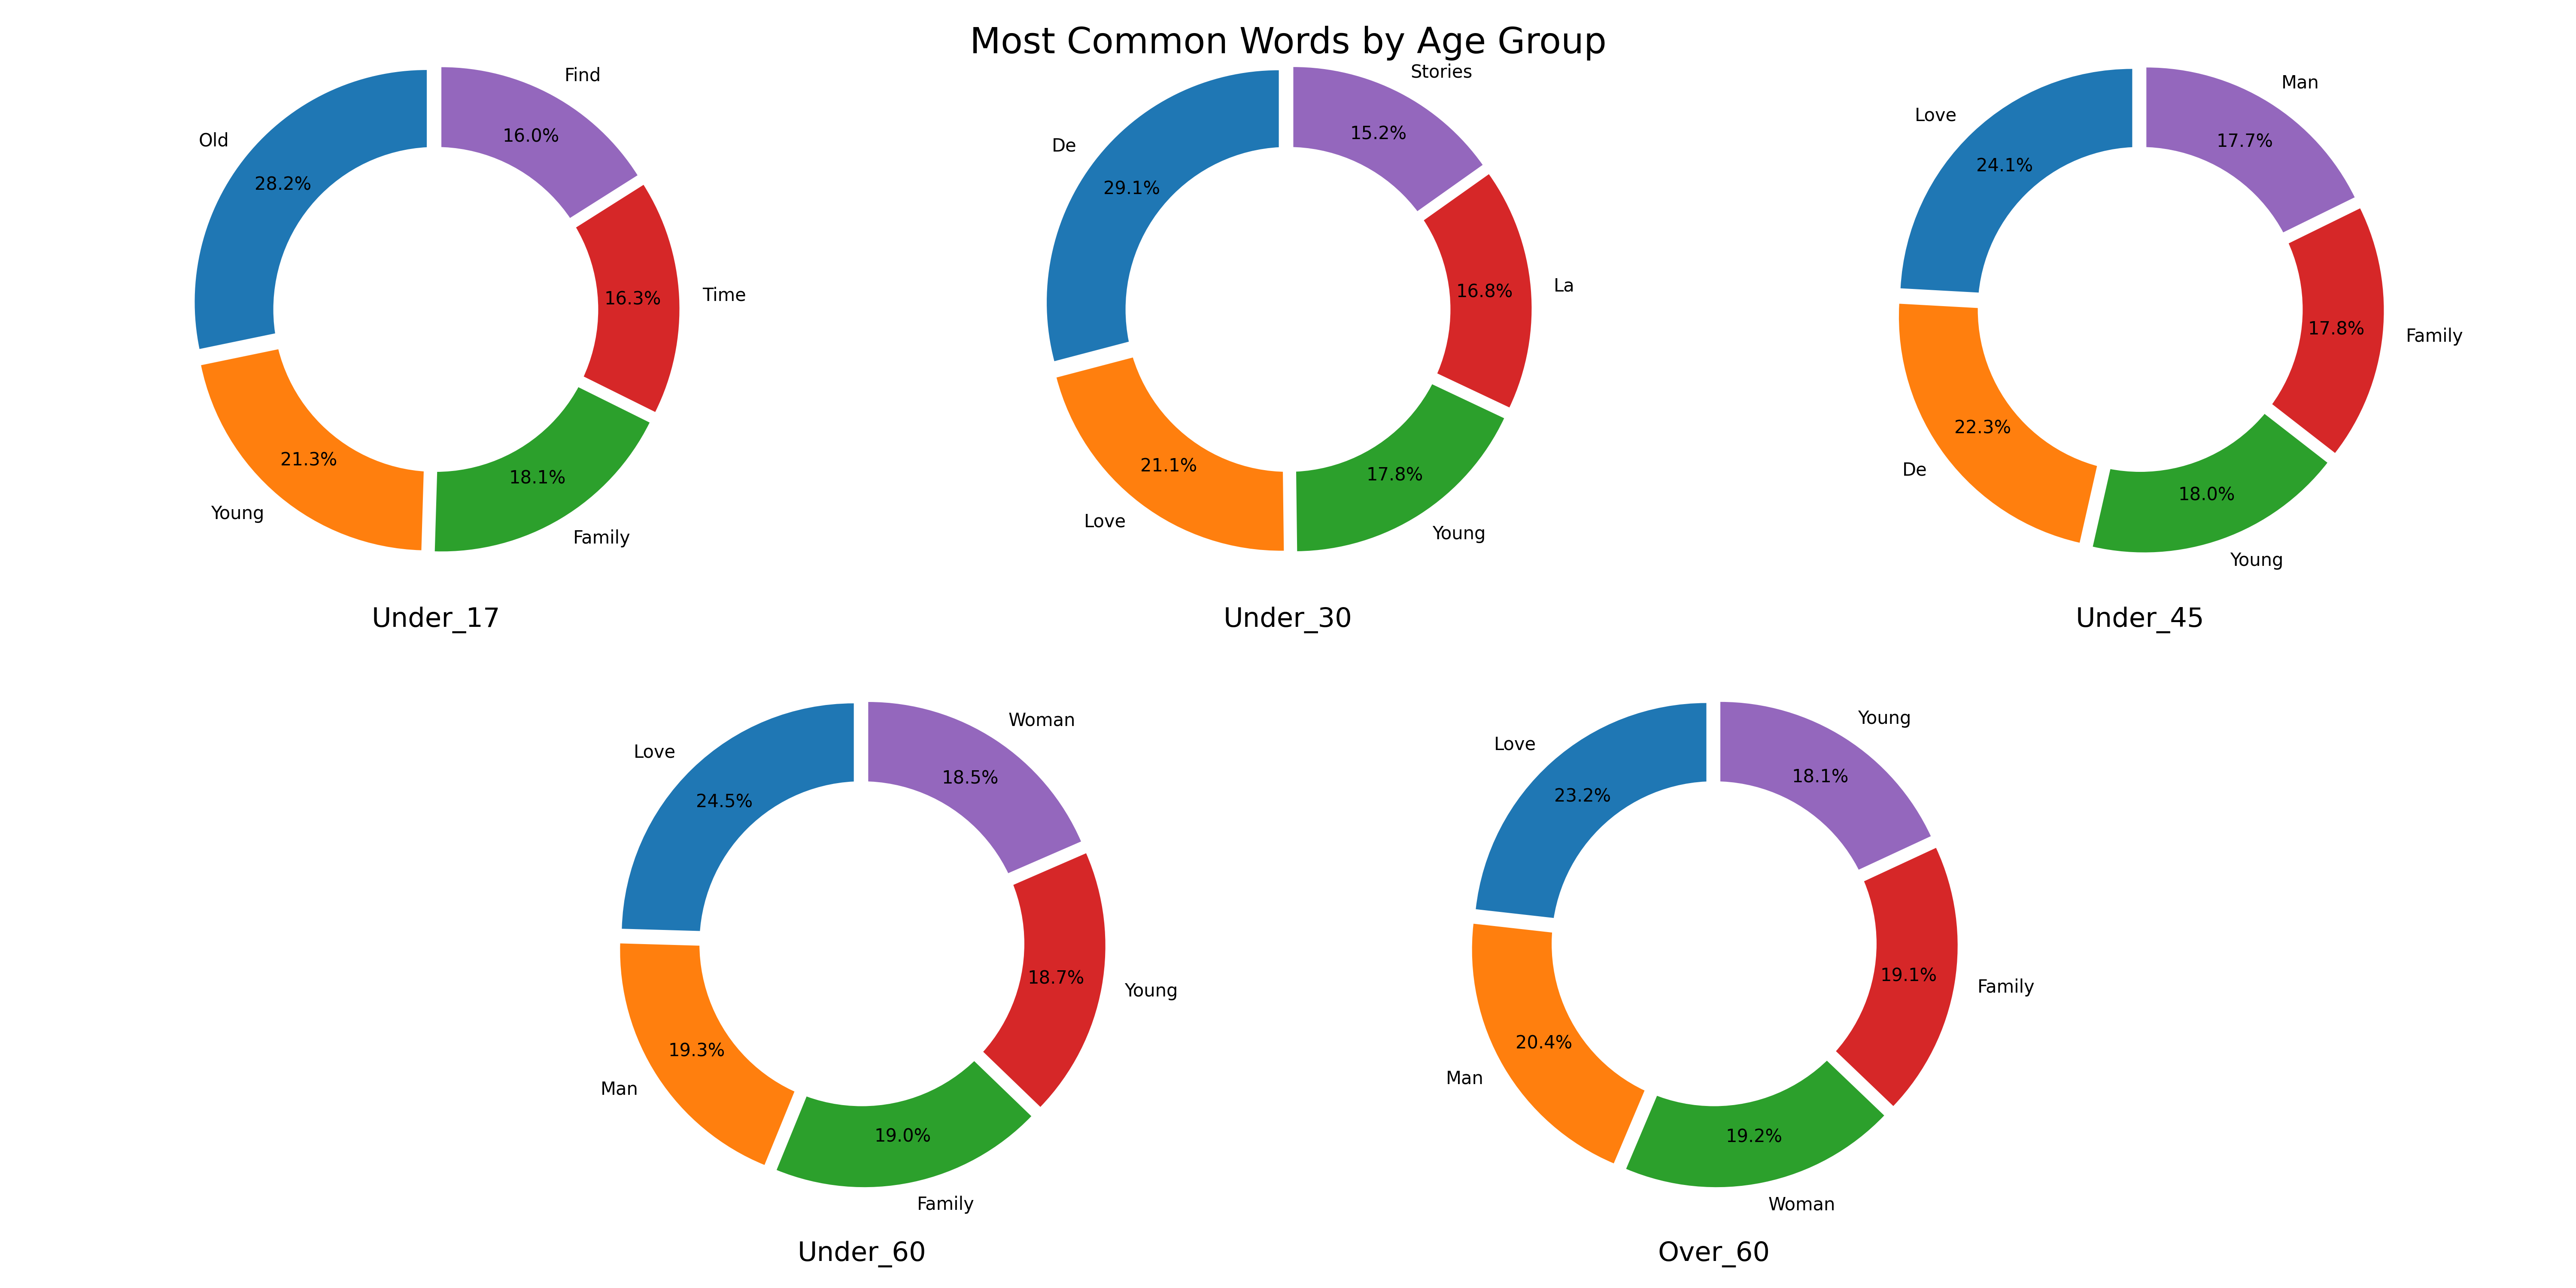 Most Common Words by Age Group
Find
16.0%
Old
28.2%
Time
16.3%
Young
21.3%
Family
18.1%
Under_17
Stories
15.2%
De
29.1%
La
16.8%
Love
21.1%
Young
17.8%
Under_30
Man
17.7%
Love
24.1%
Family
17.8%
De
22.3%
Young
18.0%
Under_45
Woman
18.5%
Love
24.5%
Young
18.7%
Man
19.3%
Family
19.0%
Under_60
Young
18.1%
Love
23.2%
Family
19.1%
Man
20.4%
Woman
19.2%
Over_60